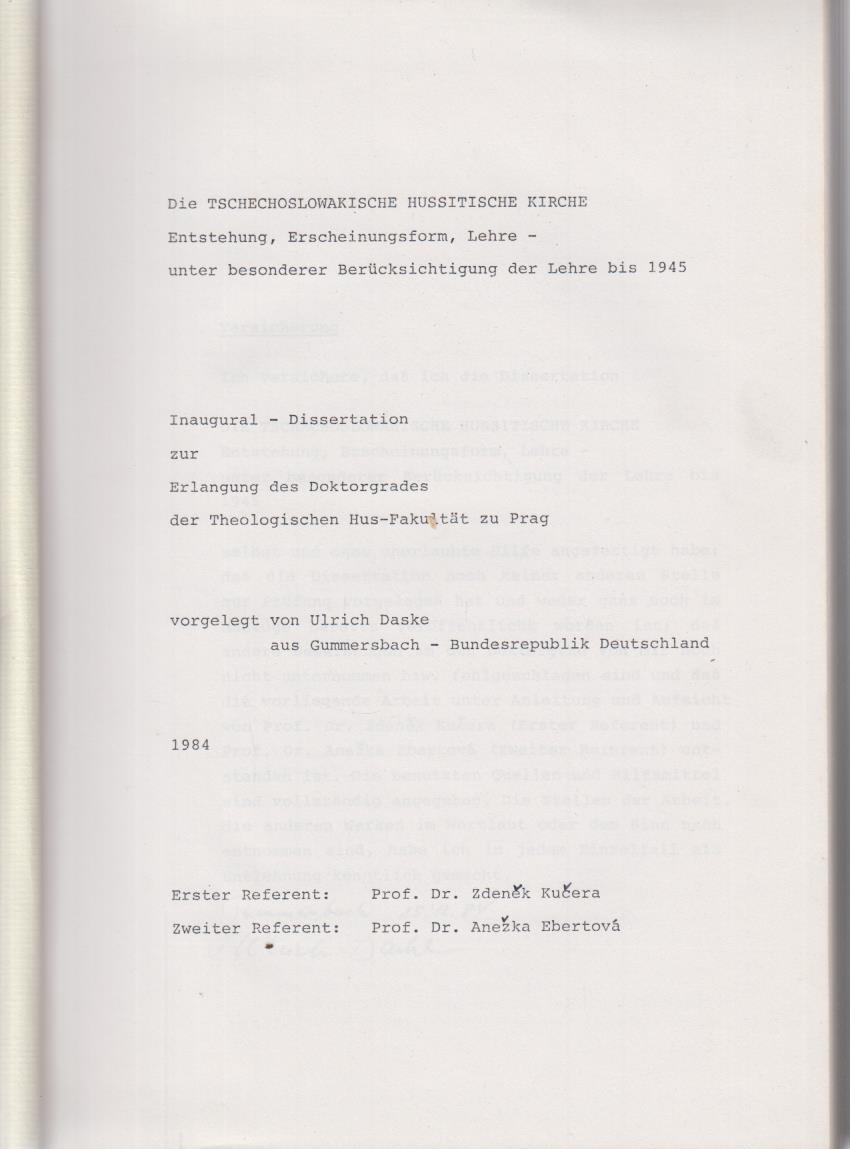 Die TSCHECHOSLOWAKISCHE HUSSITISCHE KIRCHE
Entstehung, Erscheinungsform, Lehre -
unter besonderer Berücksichtigung der Lehre bis 1945
Inaugural - Dissertation
zur
Erlangung des Doktorgrades
der Theologischen Hus-Fakultät zu Prag
vorgelegt von Ulrich Daske
aus Gummersbach - Bundesrepublik Deutschland
1984
Erster Referent: Prof. Dr. Zdeněk Kučera
Zweiter Referent: Prof. Dr. Anežka Ebertová